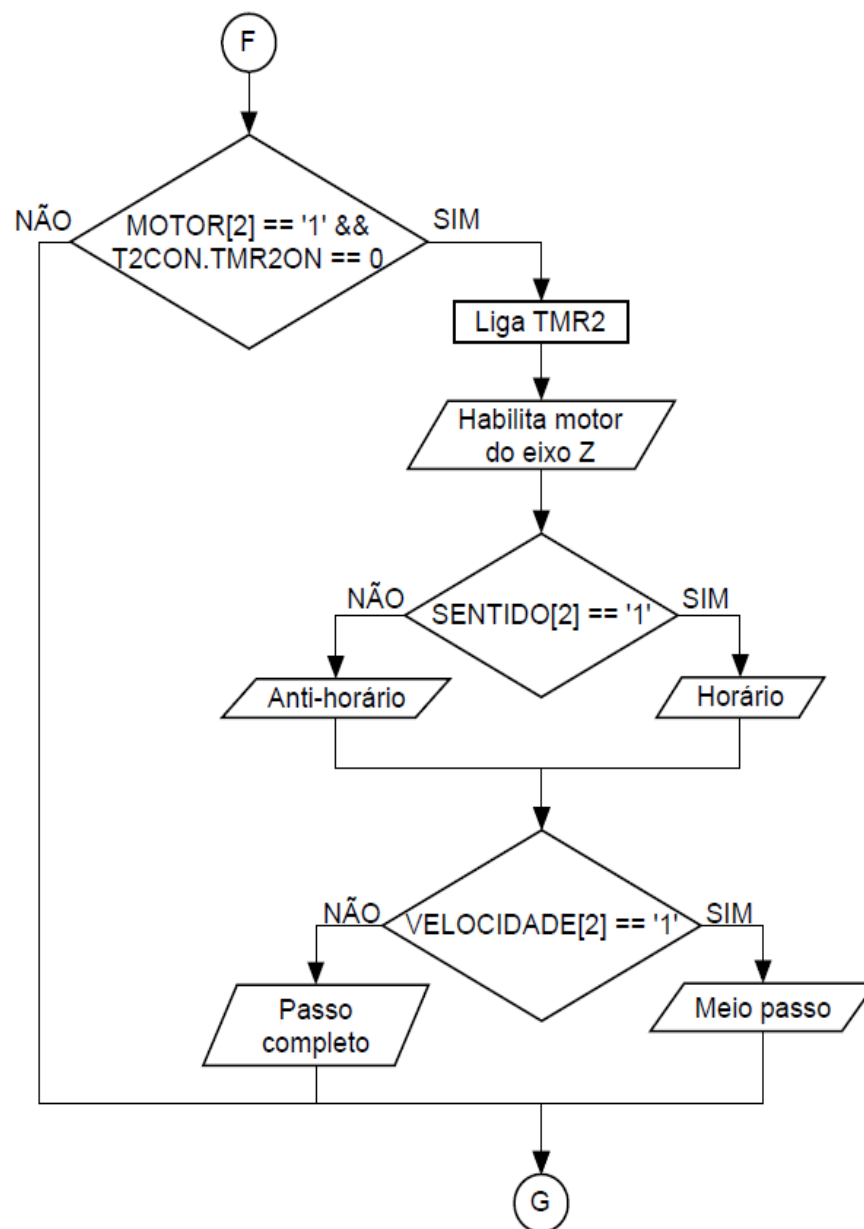 F
NÃO
MOTOR[2] == '1' &&
T2CON.TMR2ON == 0
SIM
Liga TMR2
Habilita motor
do eixo Z
NÃO
SENTIDO[2] == '1'
SIM
Anti-horário
Horário
NÃO
VELOCIDADE[2] == '1'
SIM
Passo
completo
Meio passo
G